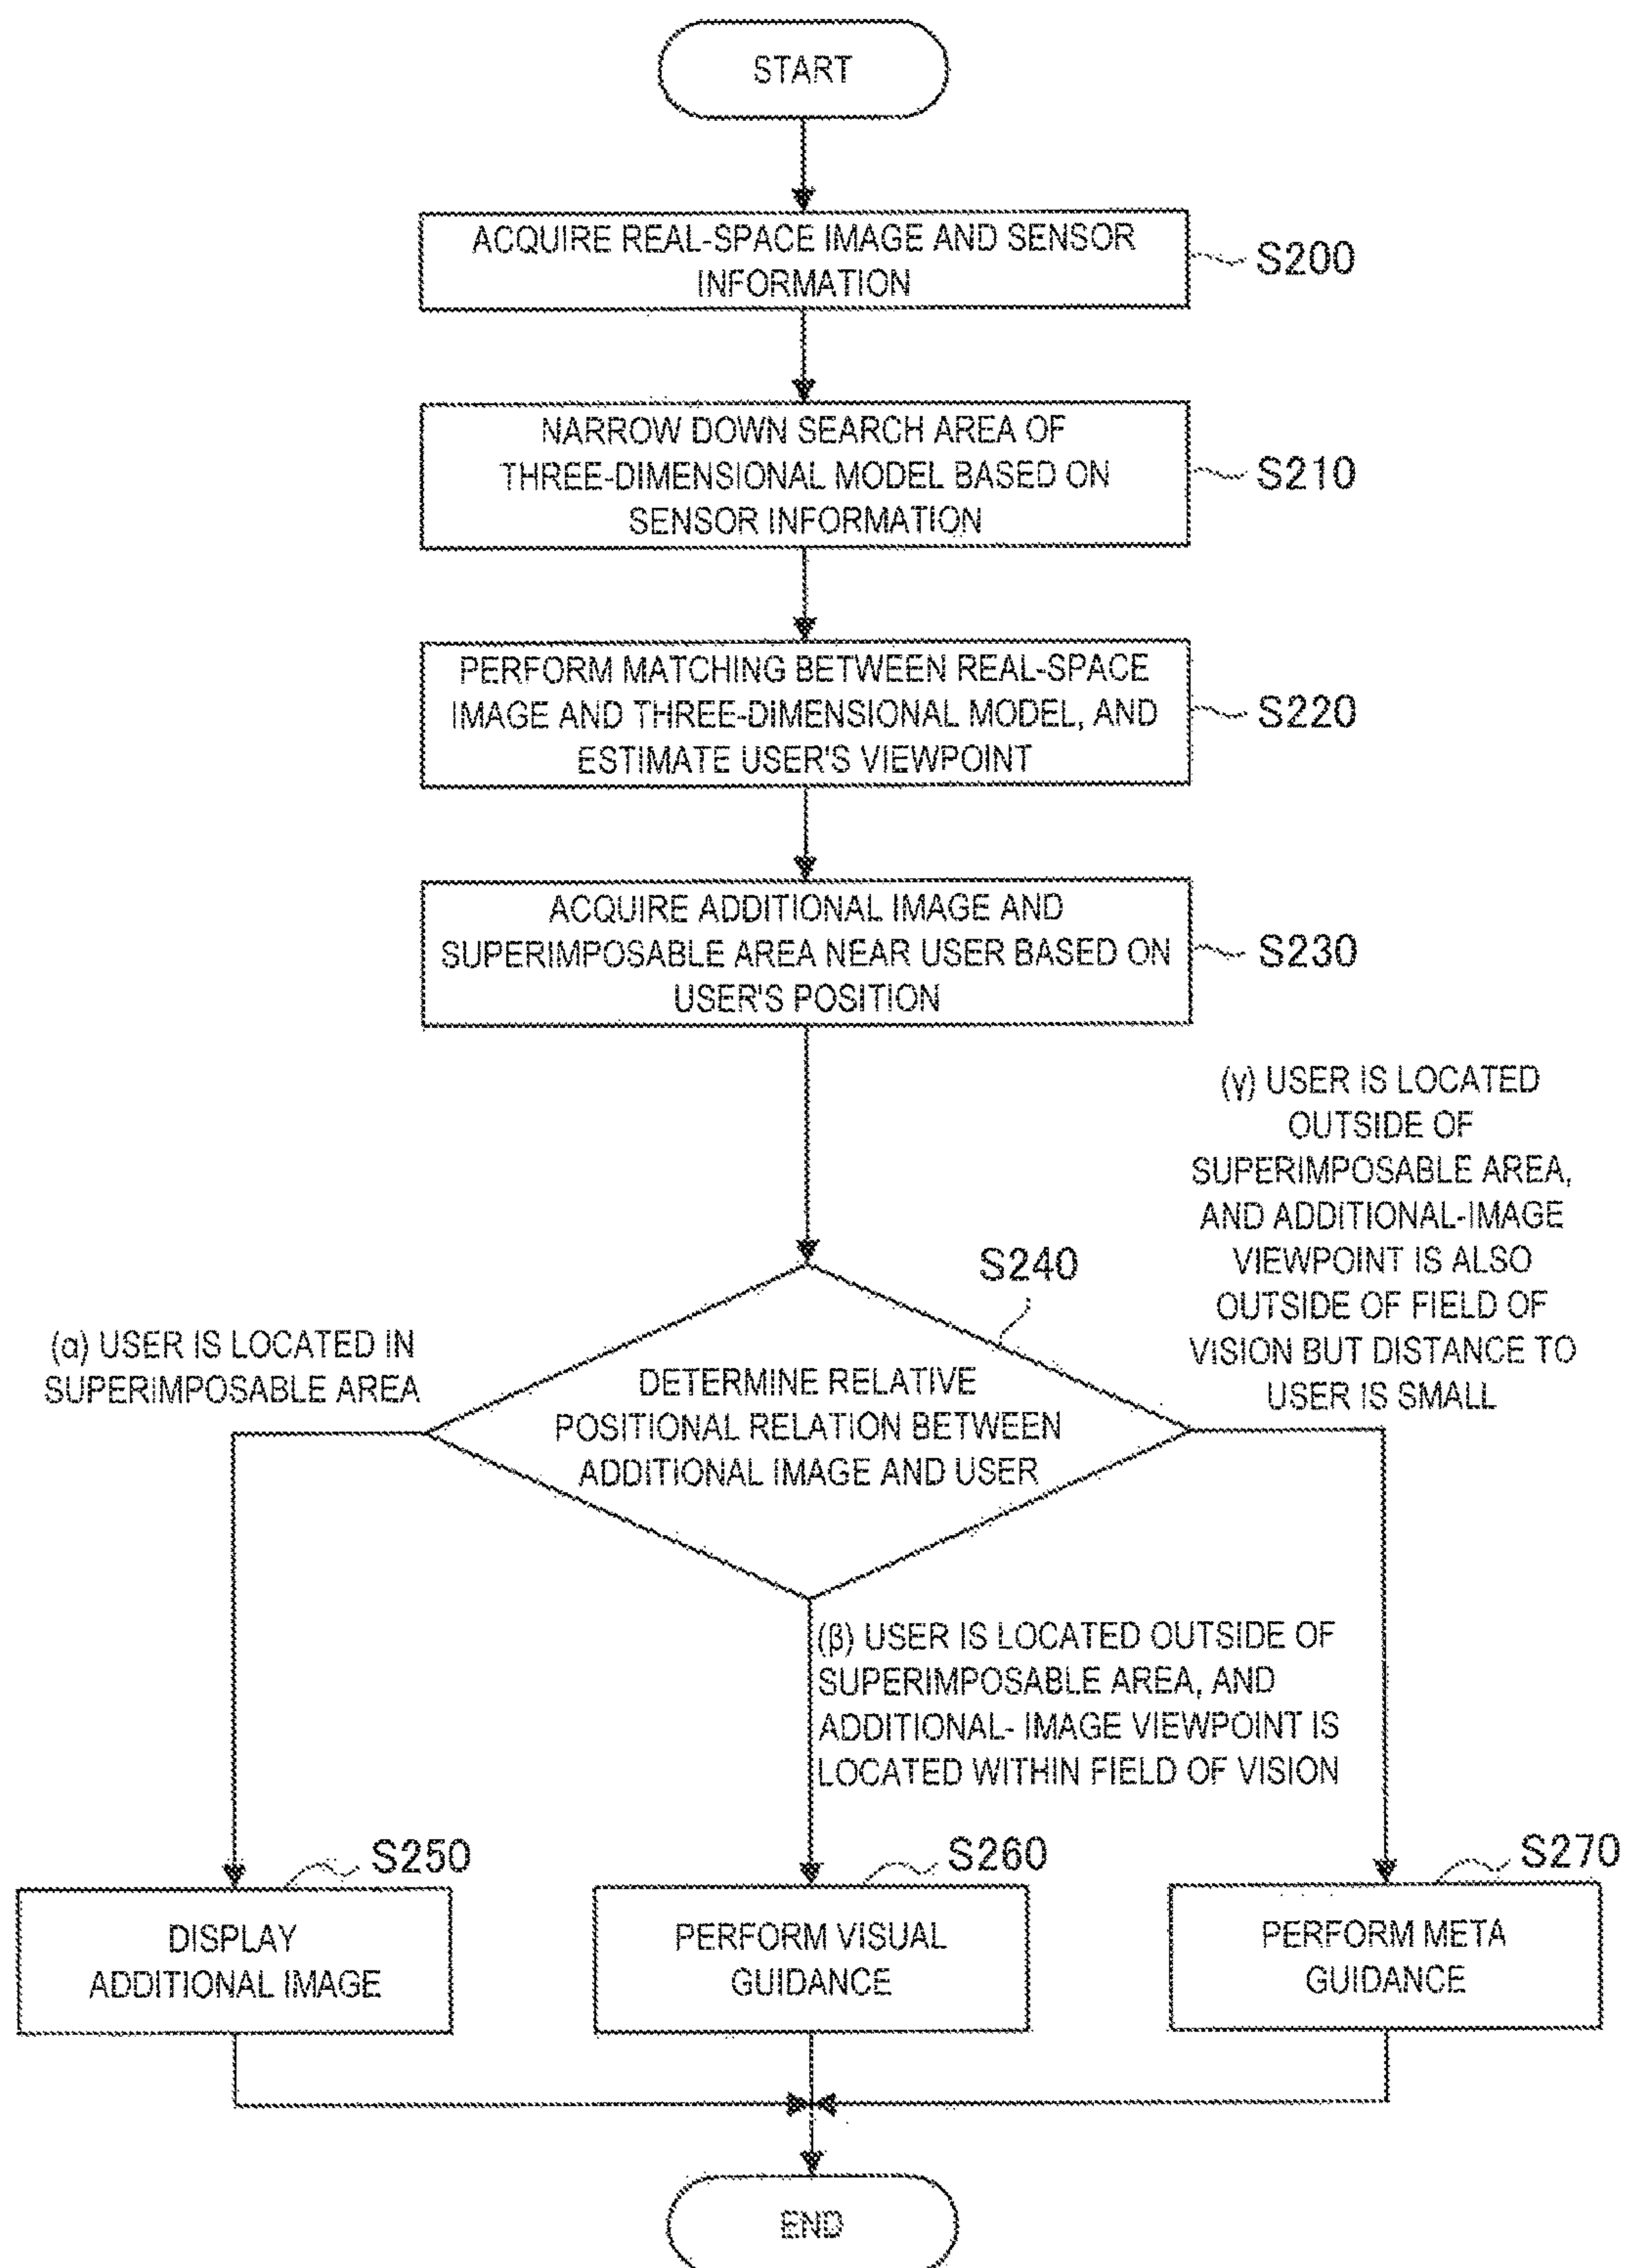 START
ACQUIRE REAL-SPACE IMAGE AND SENSOR
INFORMATION
S200
NARROW DOWN SEARCH AREA OF
THREE-DIMENSIONAL MODEL BASED ON
SENSOR INFORMATION
S210
PERFORM MATCHING BETWEEN REAL-SPACE
IMAGE AND THREE-DIMENSIONAL MODEL, AND
ESTIMATE USER'S VIEWPOINT
S220
ACQUIRE ADDITIONAL IMAGE AND
SUPERIMPOSABLE AREA NEAR USER BASED ON
USER'S POSITION
S230
S240
DETERMINE RELATIVE
POSITIONAL RELATION BETWEEN
ADDITIONAL IMAGE AND USER
(α) USER IS LOCATED IN
SUPERIMPOSABLE AREA
(γ) USER IS LOCATED
OUTSIDE OF
SUPERIMPOSABLE AREA,
AND ADDITIONAL-IMAGE
VIEWPOINT IS ALSO
OUTSIDE OF FIELD OF
VISION BUT DISTANCE TO
USER IS SMALL
(β) USER IS LOCATED OUTSIDE OF
SUPERIMPOSABLE AREA, AND
ADDITIONAL- IMAGE VIEWPOINT IS
LOCATED WITHIN FIELD OF VISION
S250
DISPLAY
ADDITIONAL IMAGE
S260
PERFORM VISUAL
GUIDANCE
S270
PERFORM META
GUIDANCE
END